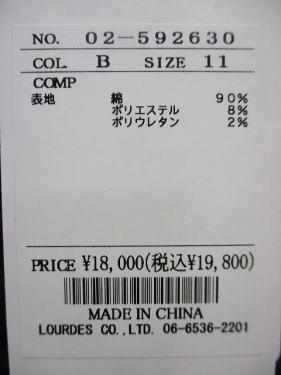 NO. 02-592630
COL. B SIZE 11
COMP
表地 綿 90%
ポリエステル 8%
ポリウレタン 2%
PRICE ¥18,000(税込¥19,800)
MADE IN CHINA
LOURDES CO.,LTD. 06-6536-2201